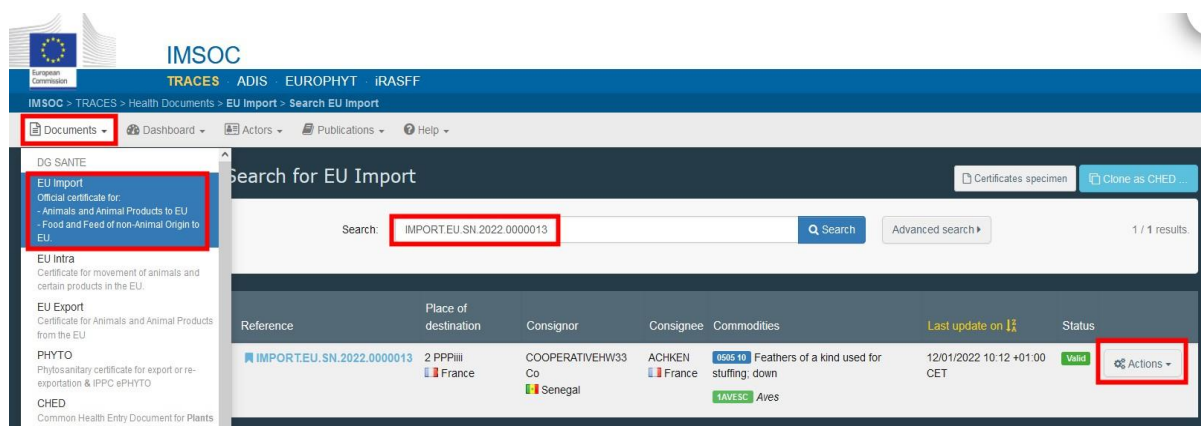 IMSOC
European
Commission
TRACES · ADIS · EUROPHYT · iRASFF
IMSOC > TRACES > Health Documents > EU Import > Search EU Import
Documents Dashboard Actors Publications Help
DG SANTE
EU Import
Official certificate for:
- Animals and Animal Products to EU
- Food and Feed of non-Animal Origin to
EU.
EU Intra
Certificate for movement of animals and
certain products in the EU.
EU Export
Certificate for Animals and Animal Products
from the EU
PHYTO
Phytosanitary certificate for export or re-
exportation & IPPC ePHYTO
CHED
Common Health Entry Document for Plants
Search for EU Import
Certificates specimen
Clone as CHED ...
Search: IMPORT.EU.SN.2022.0000013 Search Advanced search 1 / 1 results.
Reference Place of
destination Consignor Consignee Commodities Last update on Status
IMPORT.EU.SN.2022.0000013
2 PPPiiii
France
COOPERATIVEHW33
Co
Senegal
ACHKEN
France
0505 10 Feathers of a kind used for
stuffing; down
1AVESC Aves
12/01/2022 10:12 +01:00
CET
Valid
Actions